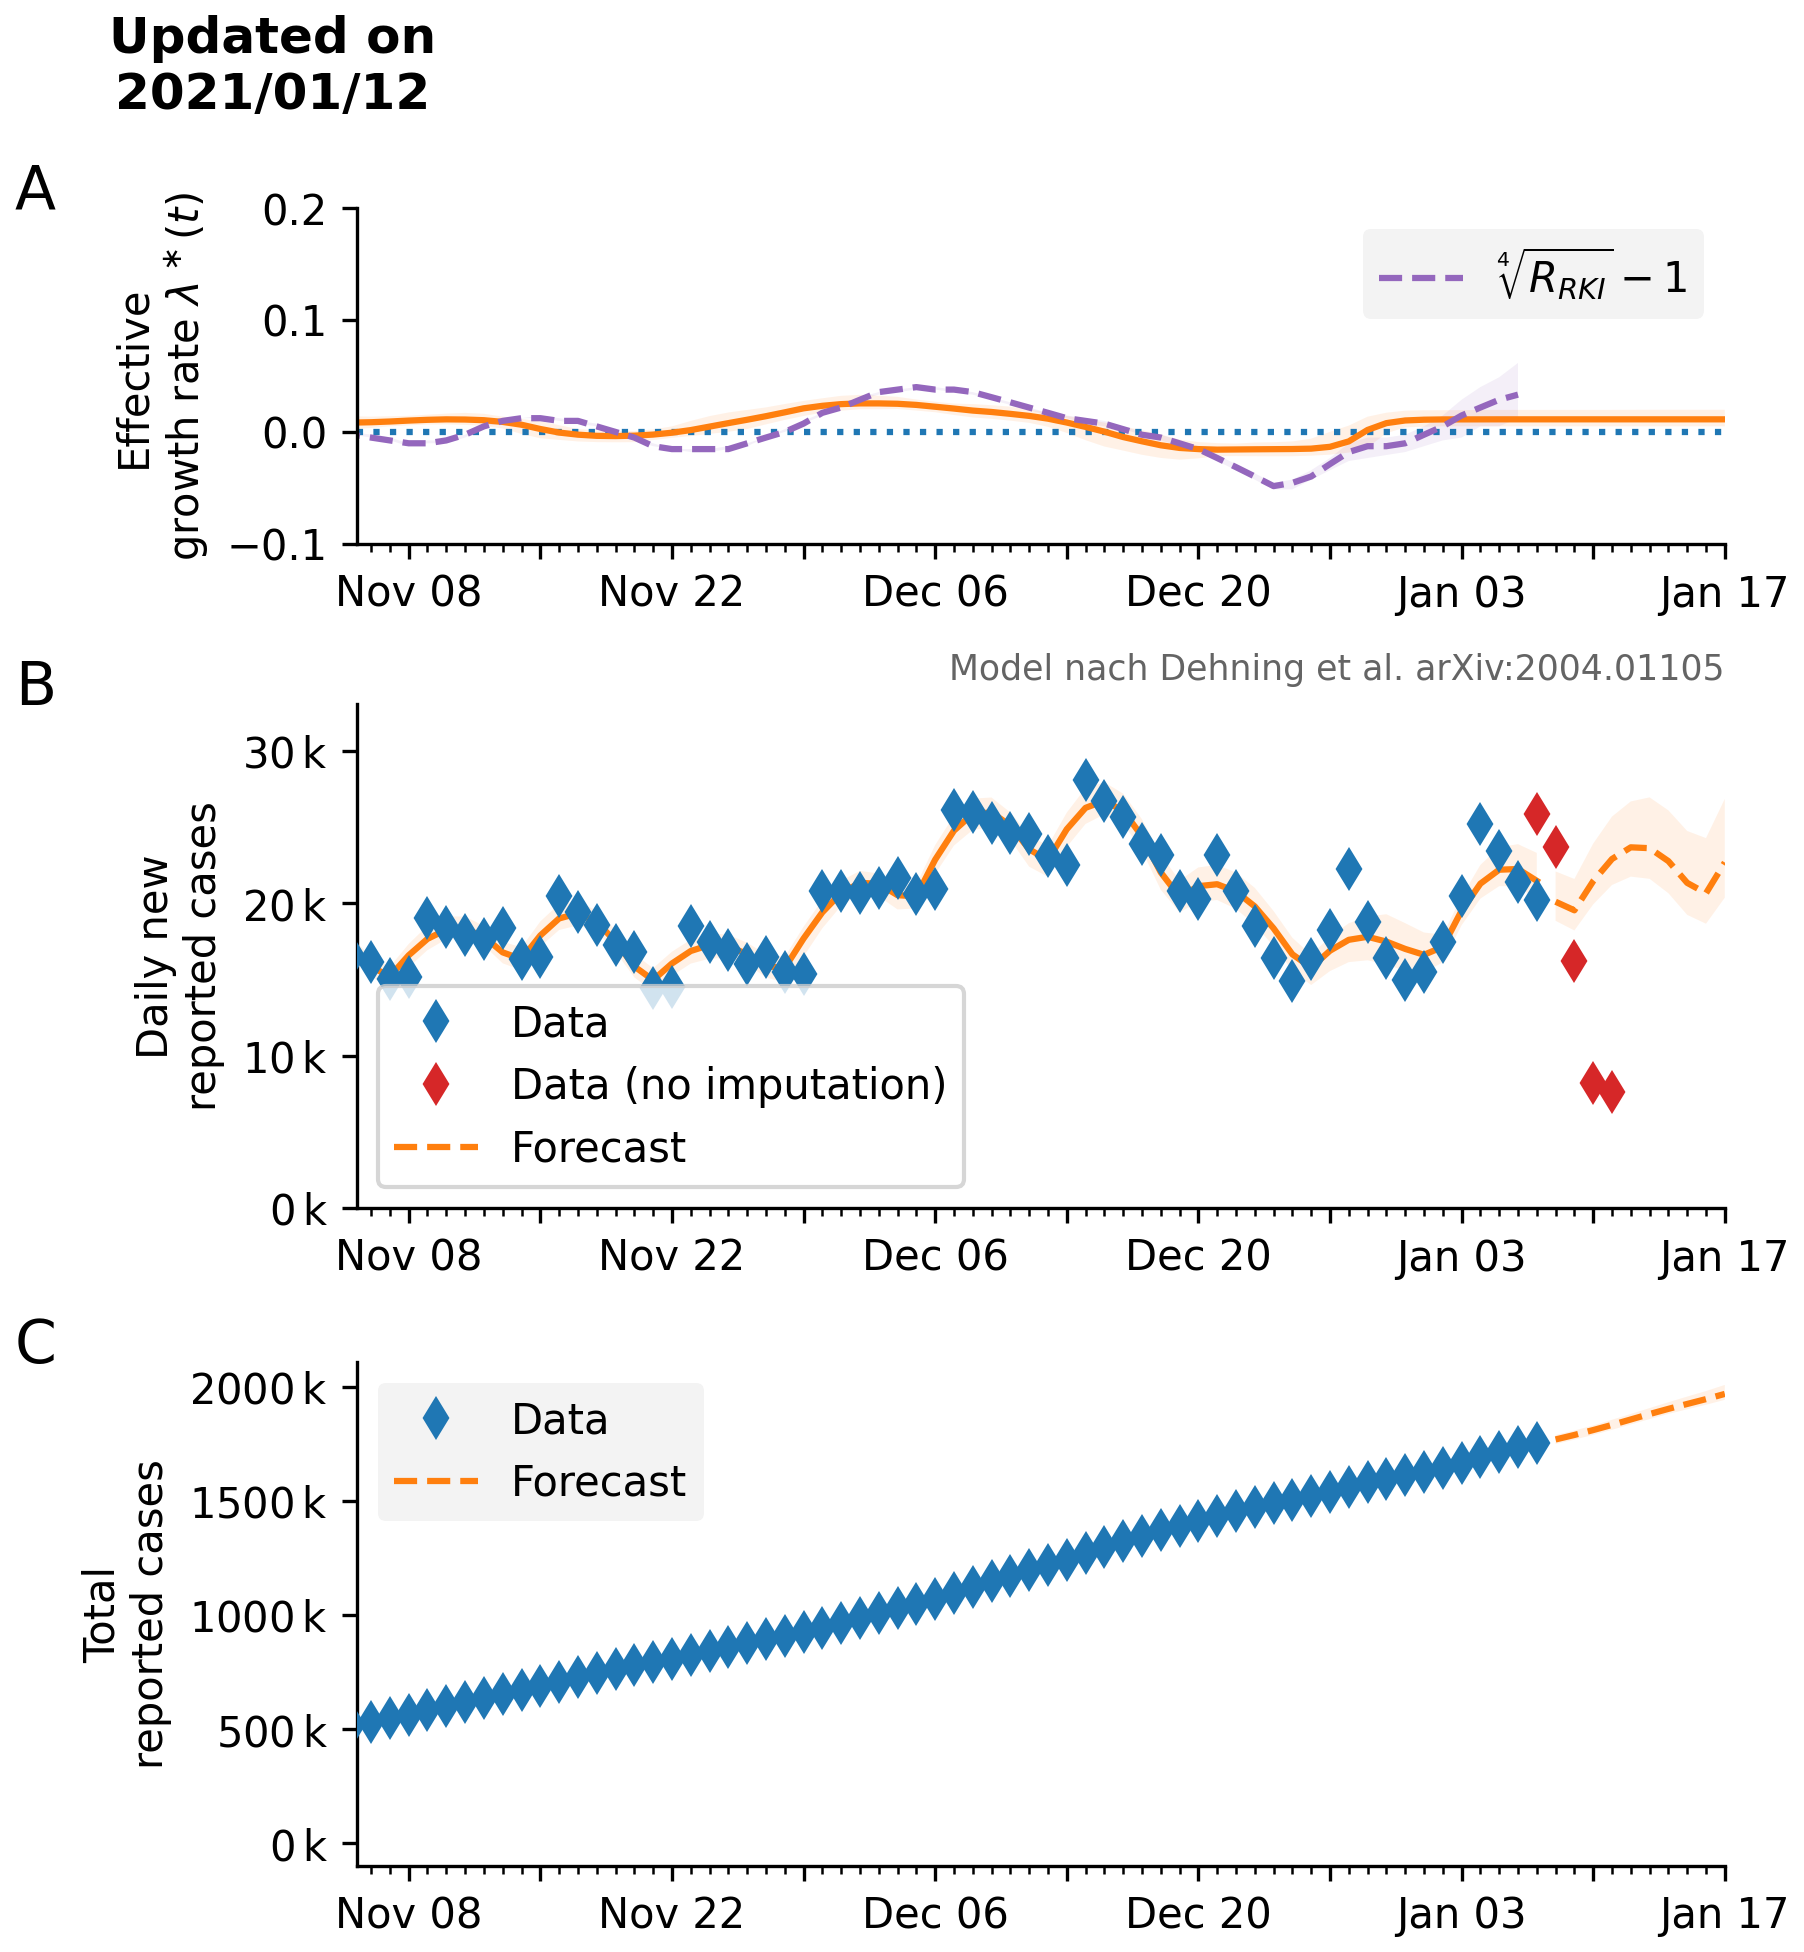 Updated on
2021/01/12
A
Effective
growth rate λ * (t)
0.2
0.1
0.0
−0.1
∜R_RKI − 1
Nov 08 Nov 22 Dec 06 Dec 20 Jan 03 Jan 17
Model nach Dehning et al. arXiv:2004.01105
B
Daily new
reported cases
30 k
20 k
10 k
0 k
Data
Data (no imputation)
Forecast
Nov 08 Nov 22 Dec 06 Dec 20 Jan 03 Jan 17
C
Total
reported cases
2000 k
1500 k
1000 k
500 k
0 k
Data
Forecast
Nov 08 Nov 22 Dec 06 Dec 20 Jan 03 Jan 17